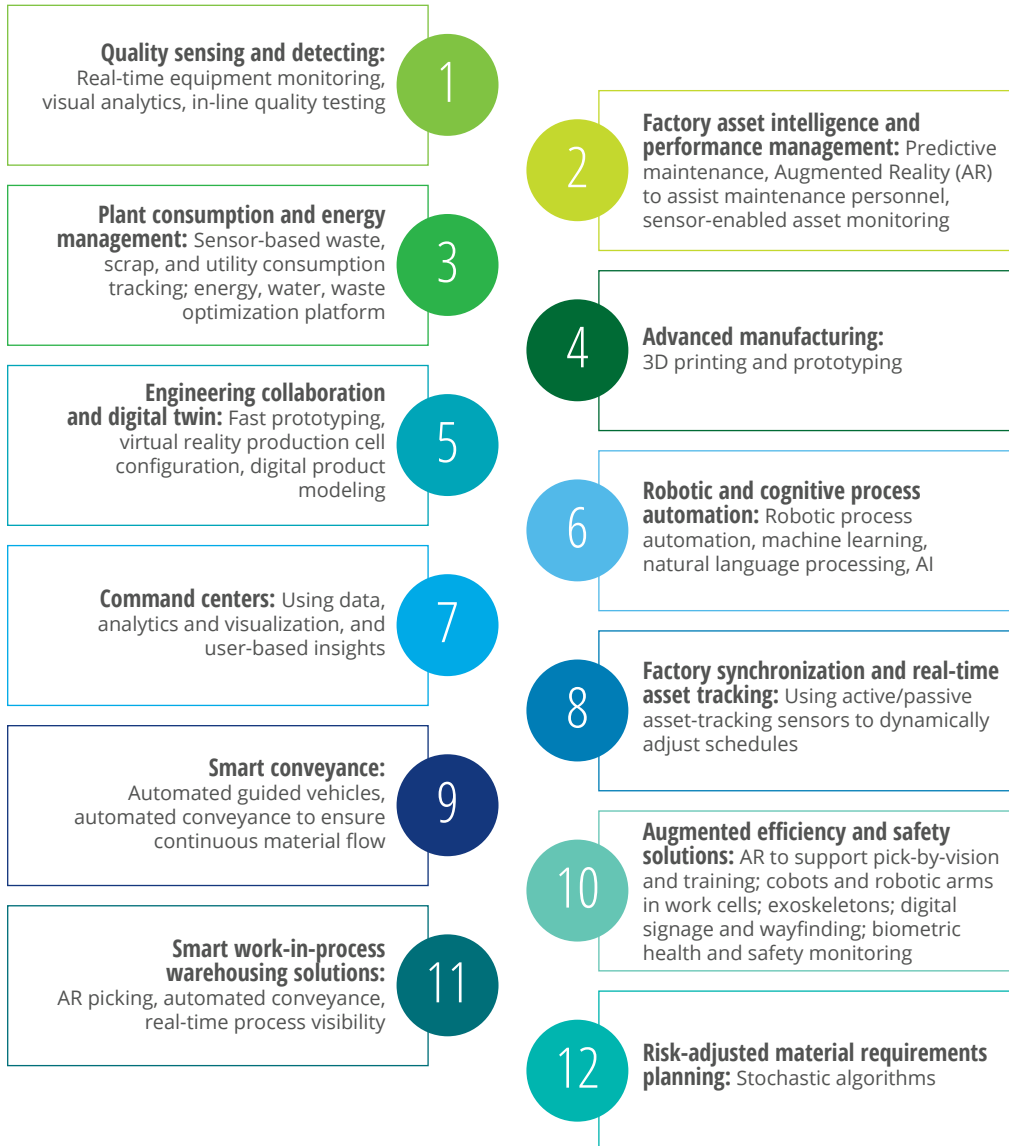 Quality sensing and detecting:
Real-time equipment monitoring,
visual analytics, in-line quality testing
1
2
Factory asset intelligence and
performance management: Predictive
maintenance, Augmented Reality (AR)
to assist maintenance personnel,
sensor-enabled asset monitoring
Plant consumption and energy
management: Sensor-based waste,
scrap, and utility consumption
tracking; energy, water, waste
optimization platform
3
4
Advanced manufacturing:
3D printing and prototyping
Engineering collaboration
and digital twin: Fast prototyping,
virtual reality production cell
configuration, digital product
modeling
5
6
Robotic and cognitive process
automation: Robotic process
automation, machine learning,
natural language processing, AI
Command centers: Using data,
analytics and visualization, and
user-based insights
7
8
Factory synchronization and real-time
asset tracking: Using active/passive
asset-tracking sensors to dynamically
adjust schedules
Smart conveyance:
Automated guided vehicles,
automated conveyance to ensure
continuous material flow
9
10
Augmented efficiency and safety
solutions: AR to support pick-by-vision
and training; cobots and robotic arms
in work cells; exoskeletons; digital
signage and wayfinding; biometric
health and safety monitoring
Smart work-in-process
warehousing solutions:
AR picking, automated conveyance,
real-time process visibility
11
12
Risk-adjusted material requirements
planning: Stochastic algorithms